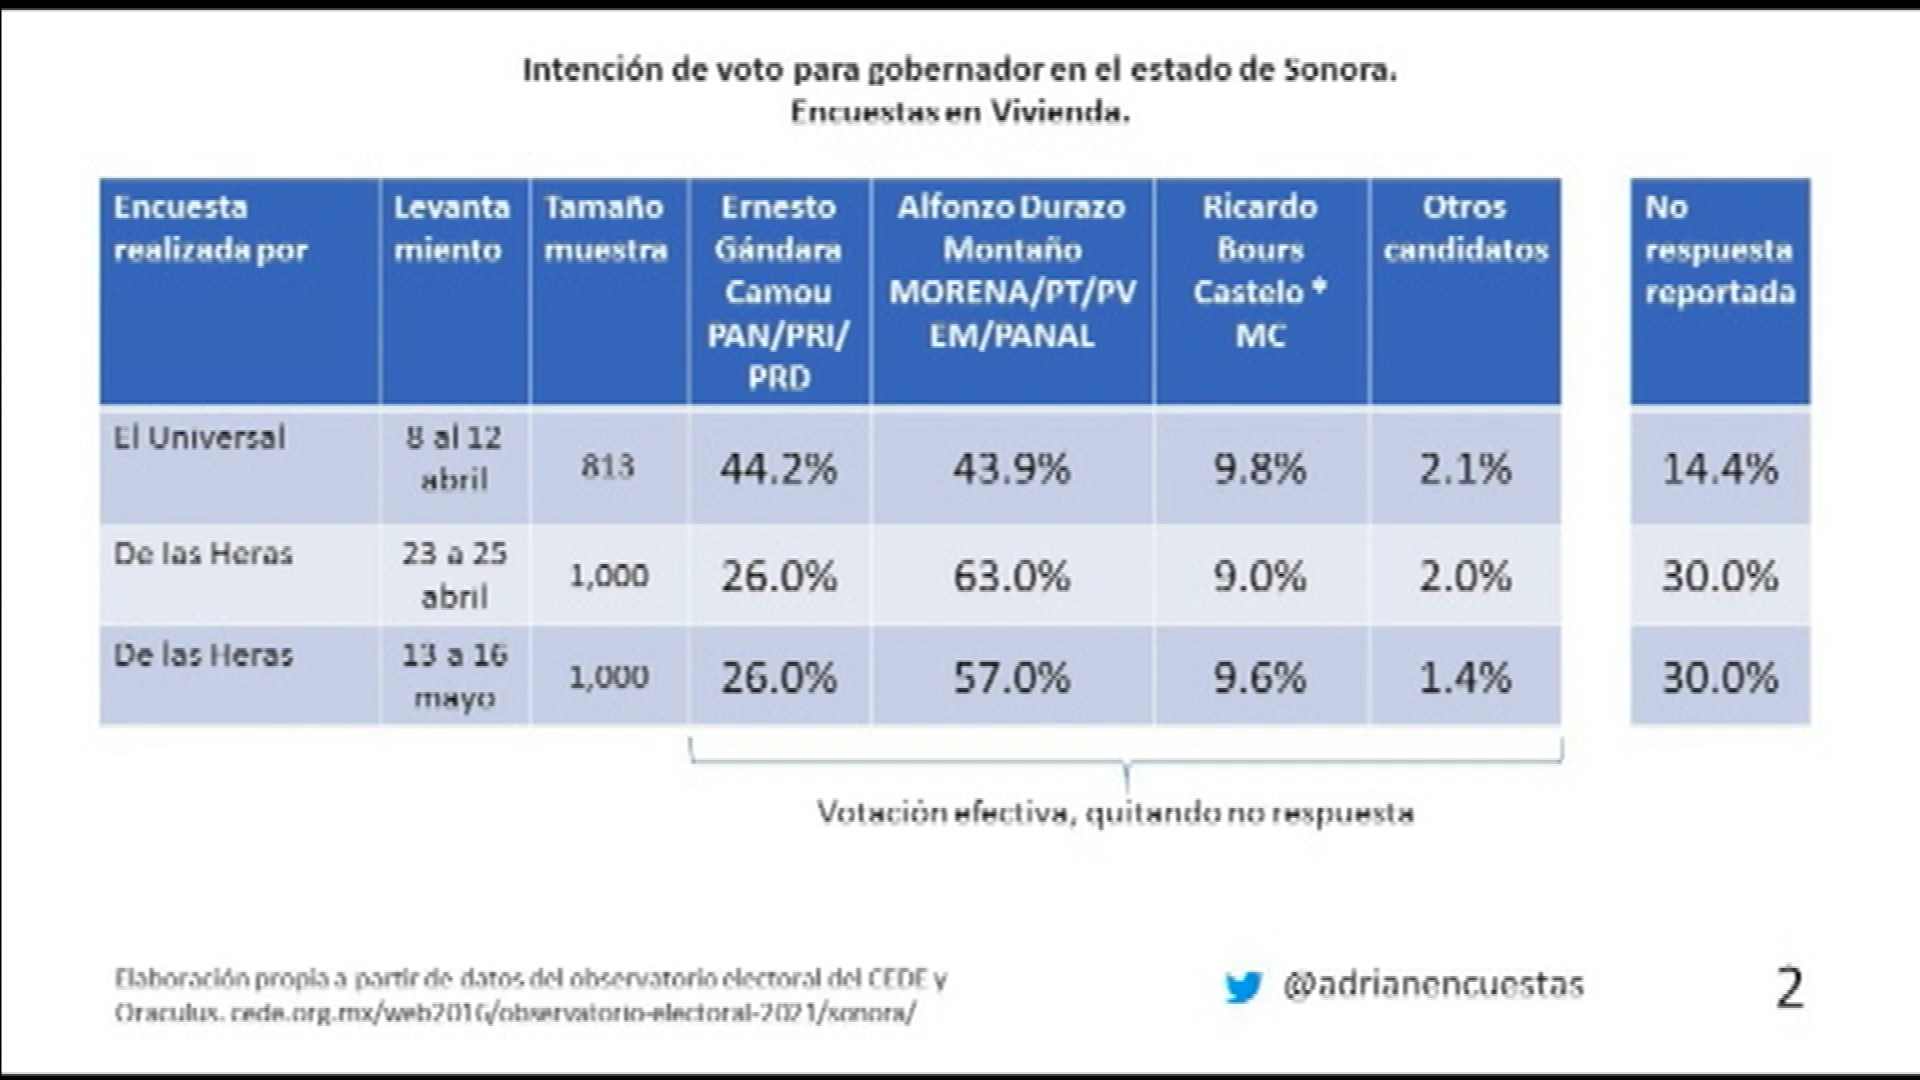 Intención de voto para gobernador en el estado de Sonora.
Encuestas en Vivienda.
Encuesta
realizada por
Levanta
miento
Tamaño
muestra
Ernesto
Gándara
Camou
PAN/PRI/
PRD
Alfonzo Durazo
Montaño
MORENA/PT/PV
EM/PANAL
Ricardo
Bours
Castelo *
MC
Otros
candidatos
No
respuesta
reportada
El Universal
8 al 12
abril
813
44.2%
43.9%
9.8%
2.1%
14.4%
De las Heras
23 a 25
abril
1,000
26.0%
63.0%
9.0%
2.0%
30.0%
De las Heras
13 a 16
mayo
1,000
26.0%
57.0%
9.6%
1.4%
30.0%
Votación efectiva, quitando no respuesta
Elaboración propia a partir de datos del observatorio electoral del CEDE y
Oraculus. cede.org.mx/web2016/observatorio-electoral-2021/sonora/
@adrianencuestas
2